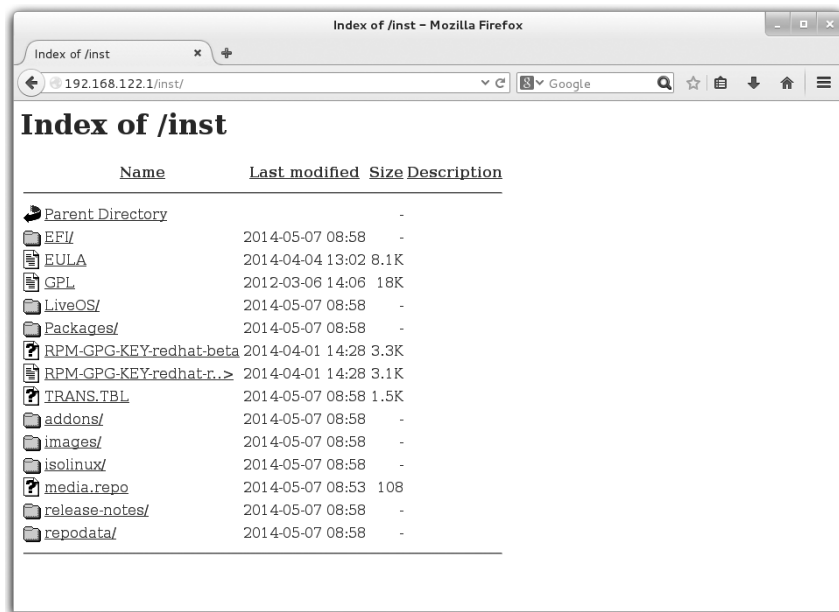 Index of /inst - Mozilla Firefox
Index of /inst
192.168.122.1/inst/ Google
Index of /inst
Name Last modified Size Description
Parent Directory -
EFI/ 2014-05-07 08:58 -
EULA 2014-04-04 13:02 8.1K
GPL 2012-03-06 14:06 18K
LiveOS/ 2014-05-07 08:58 -
Packages/ 2014-05-07 08:58 -
RPM-GPG-KEY-redhat-beta 2014-04-01 14:28 3.3K
RPM-GPG-KEY-redhat-r..> 2014-04-01 14:28 3.1K
TRANS.TBL 2014-05-07 08:58 1.5K
addons/ 2014-05-07 08:58 -
images/ 2014-05-07 08:58 -
isolinux/ 2014-05-07 08:58 -
media.repo 2014-05-07 08:53 108
release-notes/ 2014-05-07 08:58 -
repodata/ 2014-05-07 08:58 -